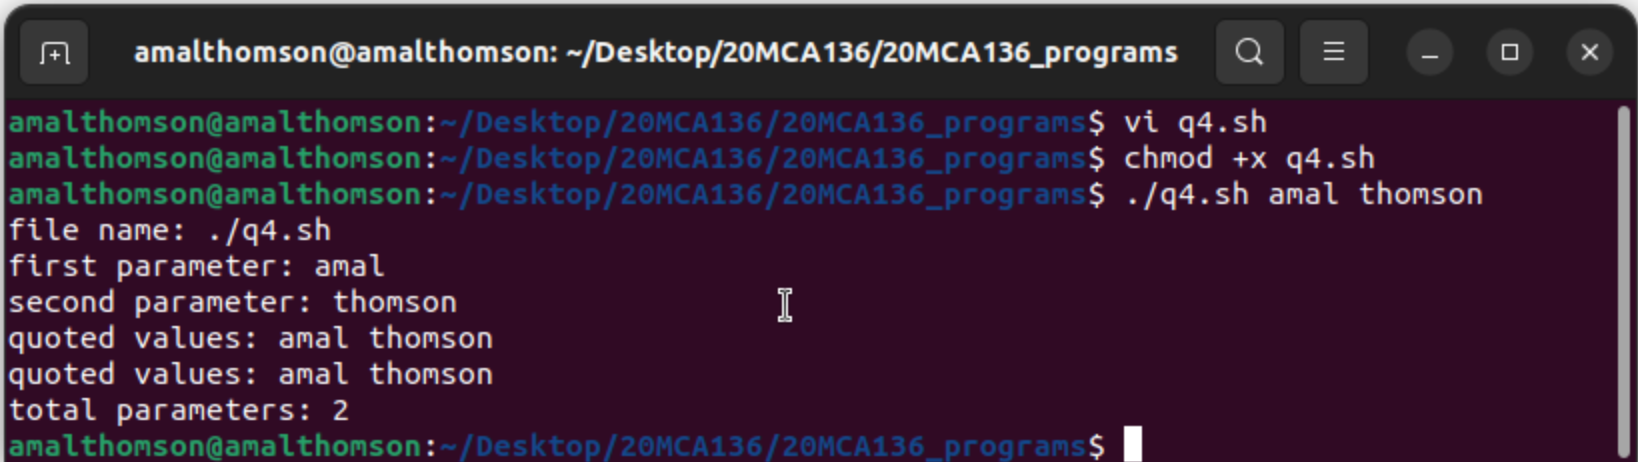 amalthomson@amalthomson: ~/Desktop/20MCA136/20MCA136_programs
amalthomson@amalthomson:~/Desktop/20MCA136/20MCA136_programs$ vi q4.sh
amalthomson@amalthomson:~/Desktop/20MCA136/20MCA136_programs$ chmod +x q4.sh
amalthomson@amalthomson:~/Desktop/20MCA136/20MCA136_programs$ ./q4.sh amal thomson
file name: ./q4.sh
first parameter: amal
second parameter: thomson
quoted values: amal thomson
quoted values: amal thomson
total parameters: 2
amalthomson@amalthomson:~/Desktop/20MCA136/20MCA136_programs$